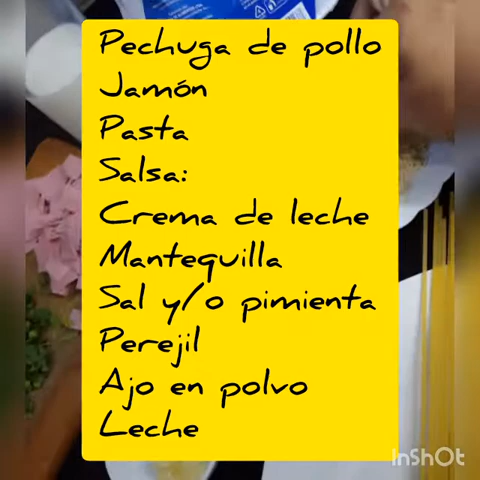 Pechuga de pollo
Jamón
Pasta
Salsa:
Crema de leche
Mantequilla
Sal y/o pimienta
Perejil
Ajo en polvo
Leche
InShOt